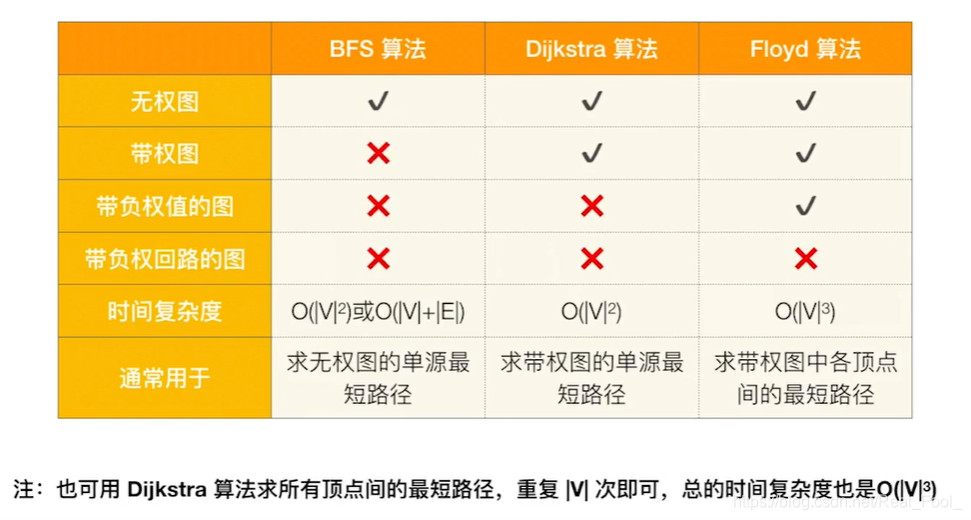 BFS 算法 Dijkstra 算法 Floyd 算法
无权图 ✓ ✓ ✓
带权图 ✗ ✓ ✓
带负权值的图 ✗ ✗ ✓
带负权回路的图 ✗ ✗ ✗
时间复杂度 O(|V|²)或O(|V|+|E|) O(|V|²) O(|V|³)
通常用于 求无权图的单源最 求带权图的单源最 求带权图中各顶点
短路径 短路径 间的最短路径
注：也可用 Dijkstra 算法求所有顶点间的最短路径，重复 |V| 次即可，总的时间复杂度也是O(|V|³)
https://blog.csdn.net/Real_Fool_